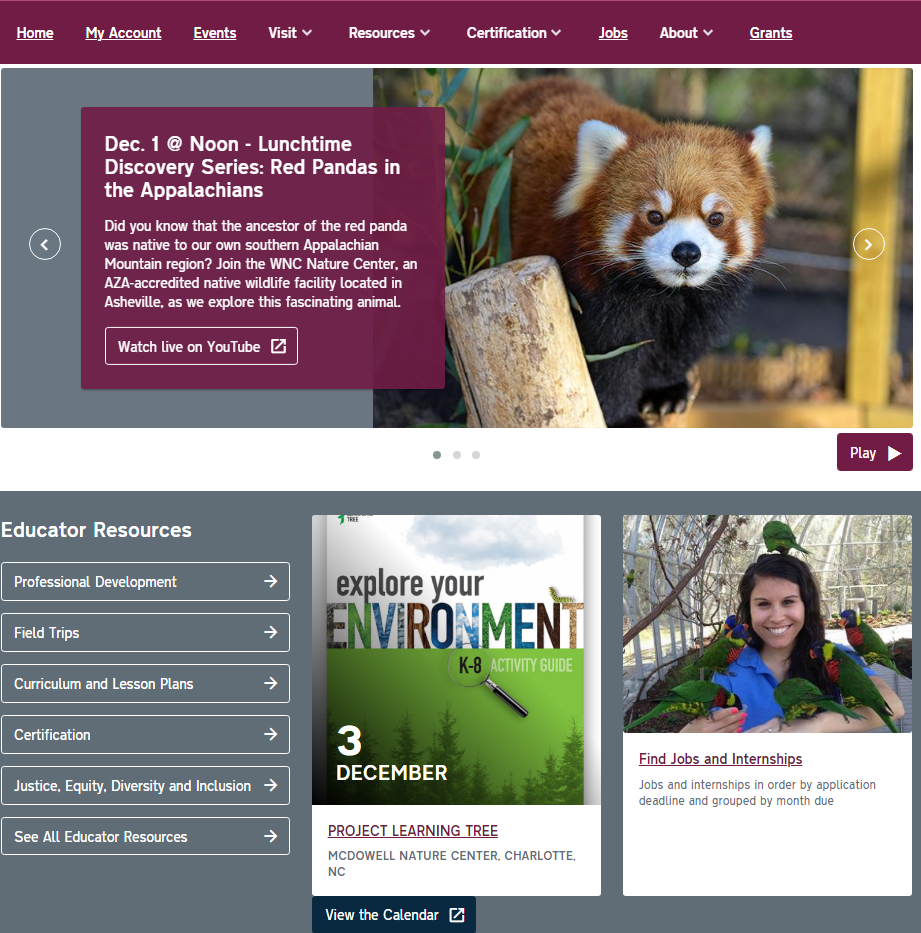 Home My Account Events Visit Resources Certification Jobs About Grants
Dec. 1 @ Noon - Lunchtime
Discovery Series: Red Pandas in
the Appalachians
Did you know that the ancestor of the red panda
was native to our own southern Appalachian
Mountain region? Join the WNC Nature Center, an
AZA-accredited native wildlife facility located in
Asheville, as we explore this fascinating animal.
Watch live on YouTube
Play
Educator Resources
Professional Development
Field Trips
Curriculum and Lesson Plans
Certification
Justice, Equity, Diversity and Inclusion
See All Educator Resources
TREE
explore your
ENVIRONMENT
K-8 ACTIVITY GUIDE
3
DECEMBER
PROJECT LEARNING TREE
MCDOWELL NATURE CENTER, CHARLOTTE,
NC
View the Calendar
Find Jobs and Internships
Jobs and internships in order by application
deadline and grouped by month due